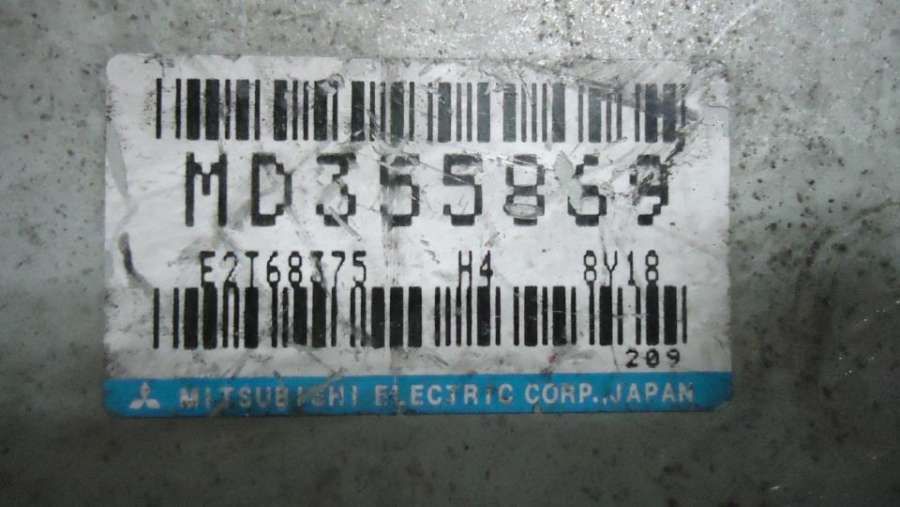 MD355869
E2T68375 H4 8Y18
209
MITSUBISHI ELECTRIC CORP.,JAPAN